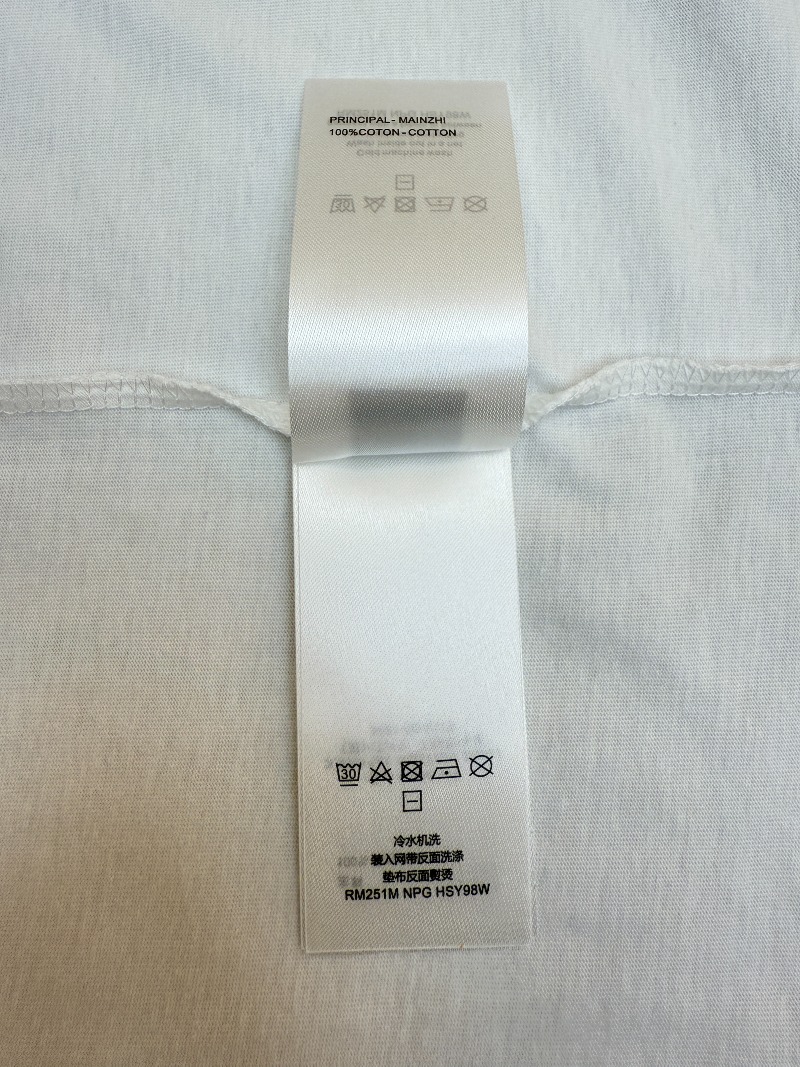 PRINCIPAL - MAINZHI
100%COTON - COTTON
30
冷水机洗
装入网带反面洗涤
垫布反面熨烫
RM251M NPG HSY98W